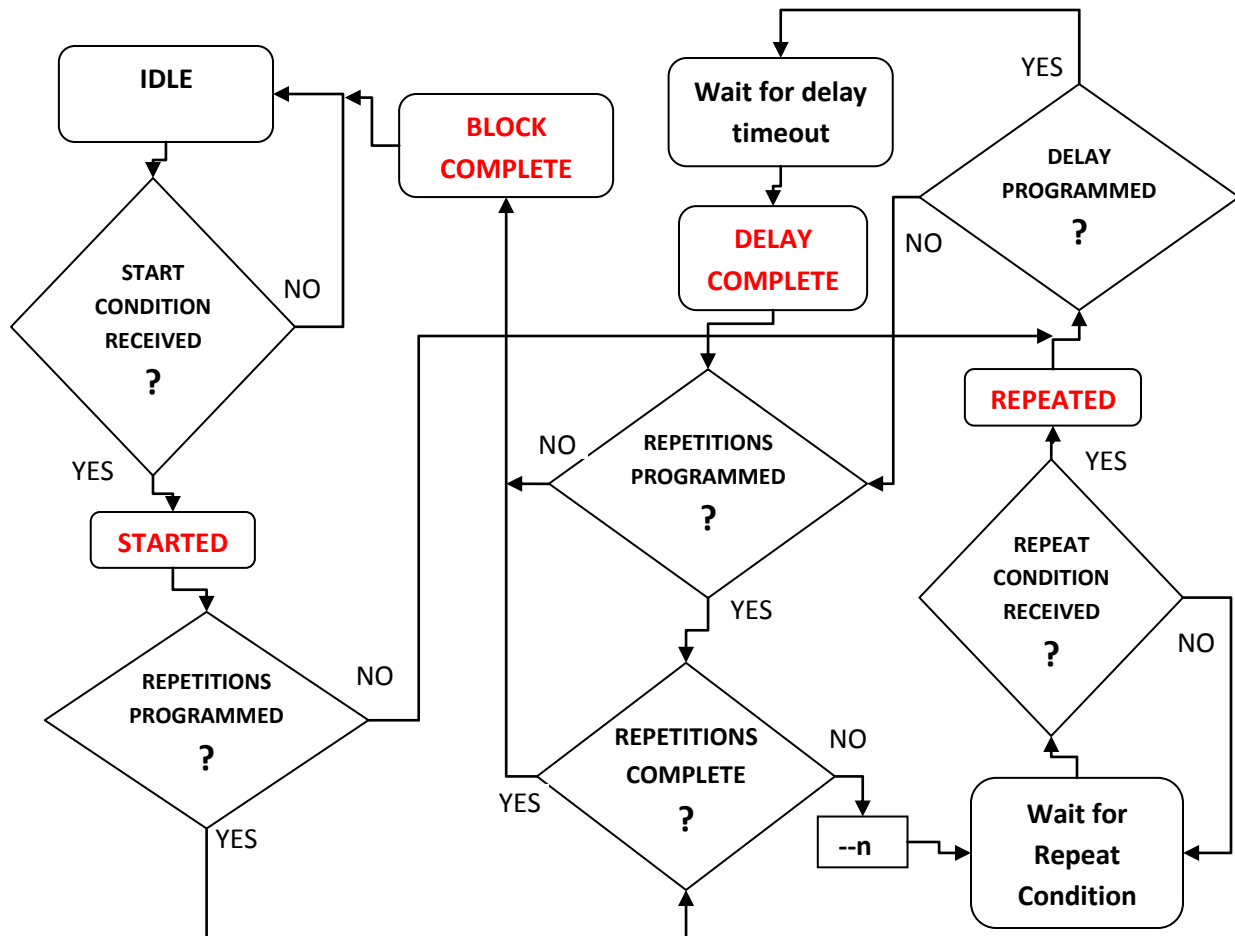 IDLE
START
CONDITION
RECEIVED
?
NO
YES
STARTED
REPETITIONS
PROGRAMMED
?
NO
YES
BLOCK
COMPLETE
Wait for delay
timeout
DELAY
COMPLETE
REPETITIONS
PROGRAMMED
?
NO
YES
REPETITIONS
COMPLETE
?
YES
NO
--n
Wait for
Repeat
Condition
REPEAT
CONDITION
RECEIVED
?
NO
YES
REPEATED
DELAY
PROGRAMMED
?
YES
NO